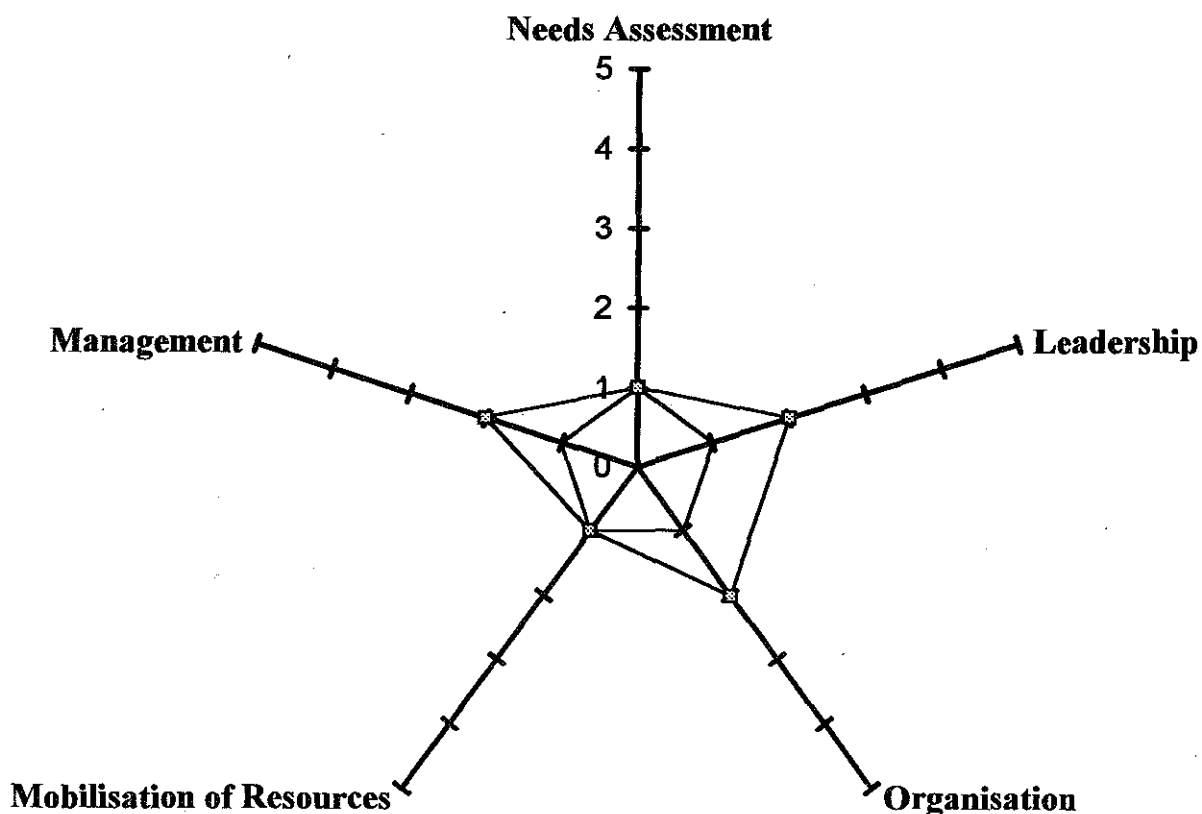 Needs Assessment
5
4
3
2
Management
Leadership
1
0
Mobilisation of Resources
Organisation